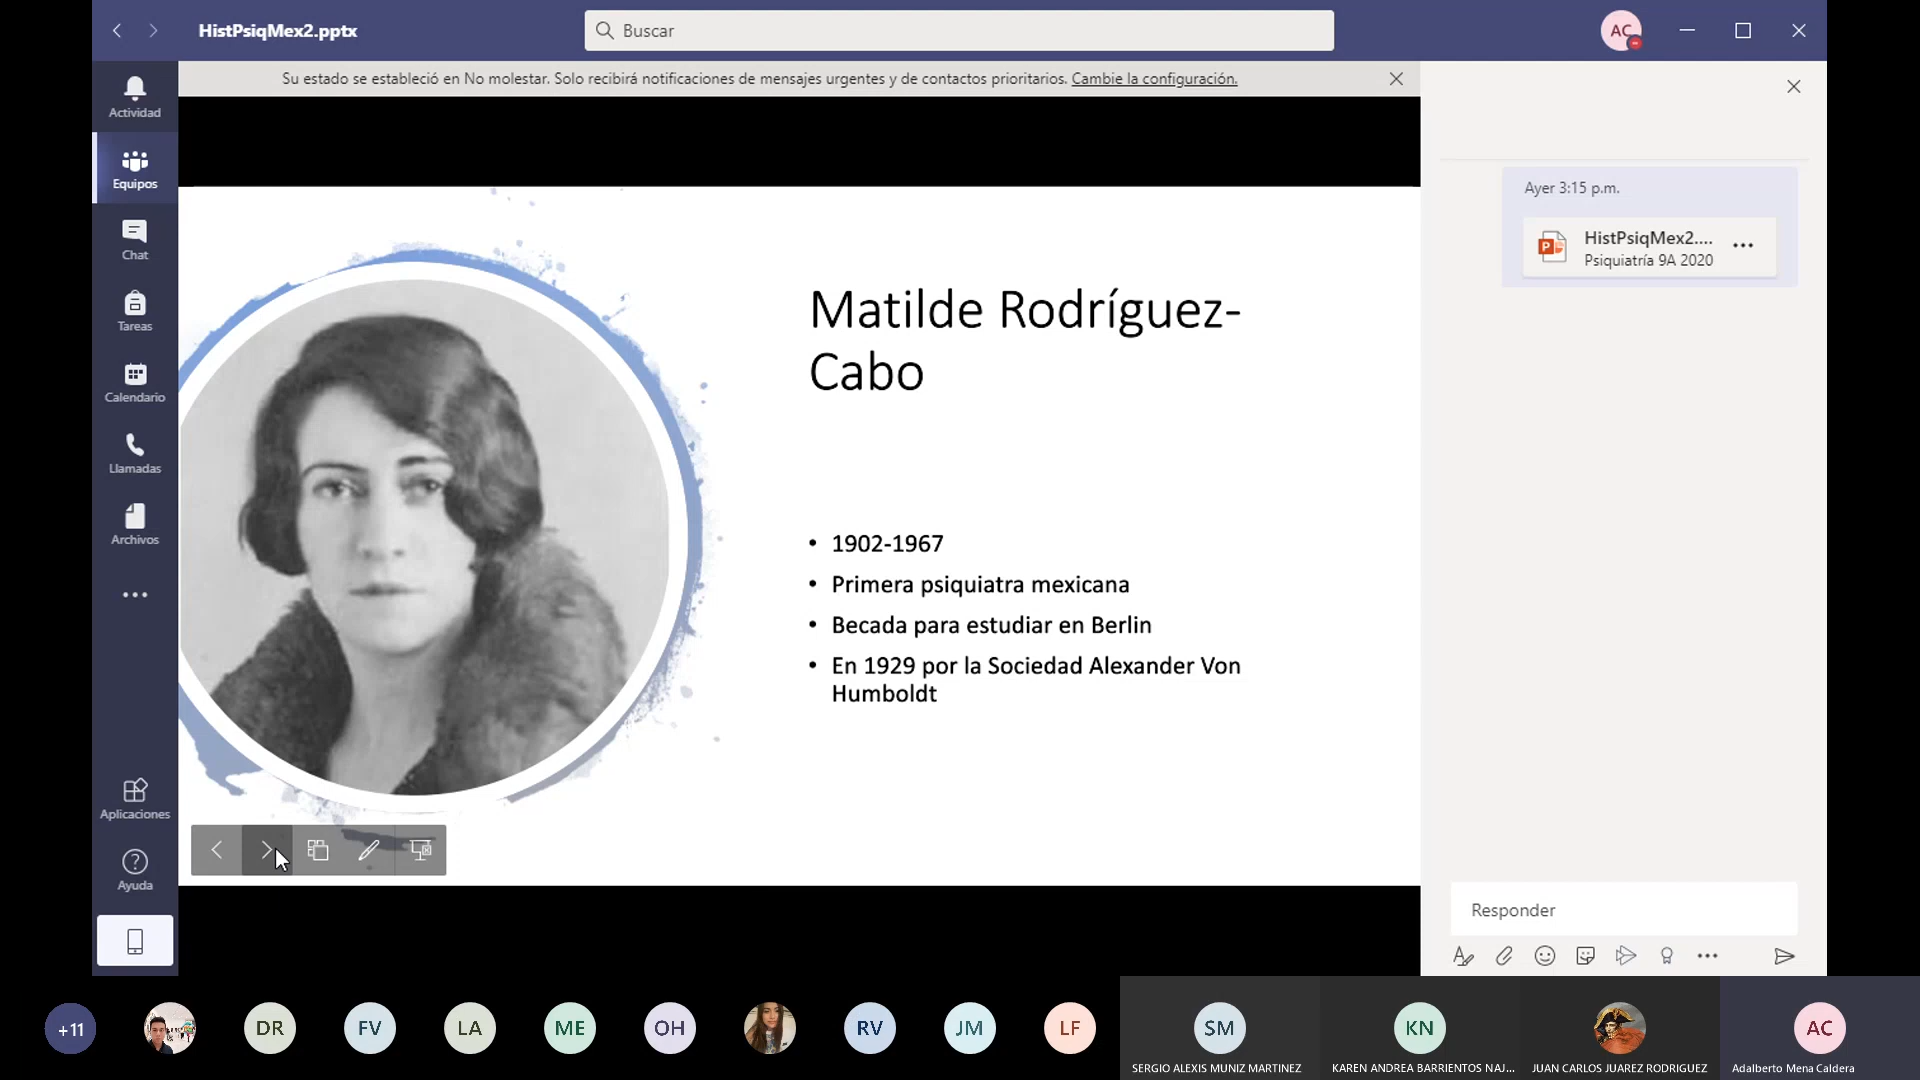 HistPsiqMex2.pptx
Buscar
AC
Su estado se estableció en No molestar. Solo recibirá notificaciones de mensajes urgentes y de contactos prioritarios. Cambie la configuración.
Actividad
Equipos
Chat
Tareas
Calendario
Llamadas
Archivos
Aplicaciones
Ayuda
Matilde Rodríguez-
Cabo
• 1902-1967
• Primera psiquiatra mexicana
• Becada para estudiar en Berlin
• En 1929 por la Sociedad Alexander Von
Humboldt
Ayer 3:15 p.m.
HistPsiqMex2....
Psiquiatría 9A 2020
Responder
+11
DR
FV
LA
ME
OH
RV
JM
LF
SM
SERGIO ALEXIS MUNIZ MARTINEZ
KN
KAREN ANDREA BARRIENTOS NAJ...
JUAN CARLOS JUAREZ RODRIGUEZ
AC
Adalberto Mena Caldera